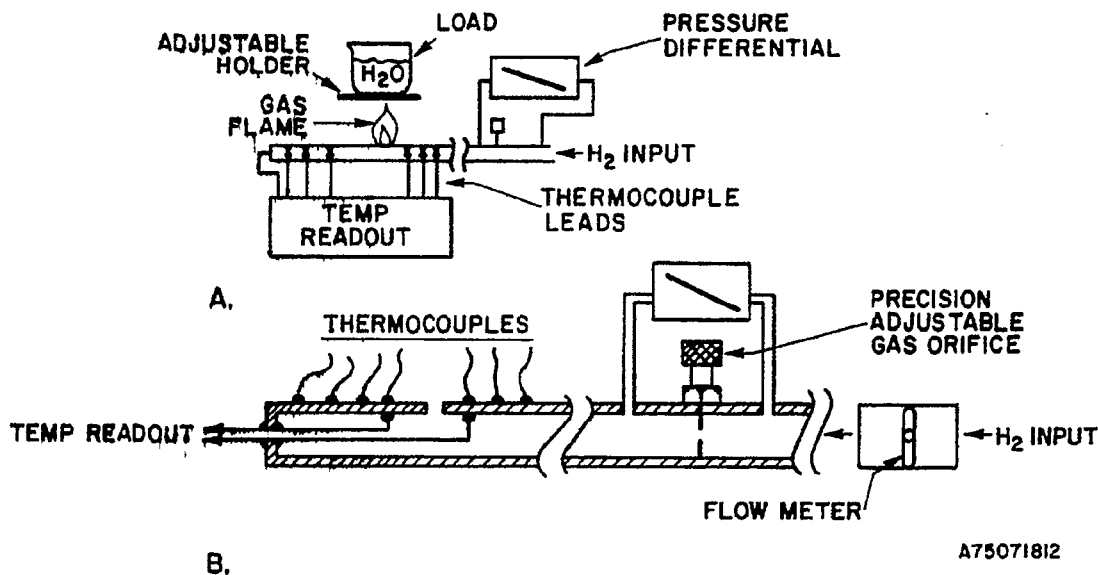 LOAD
PRESSURE
DIFFERENTIAL
ADJUSTABLE
HOLDER
H₂O
GAS
FLAME
H₂ INPUT
THERMOCOUPLE
LEADS
TEMP
READOUT
A.
THERMOCOUPLES
PRECISION
ADJUSTABLE
GAS ORIFICE
TEMP READOUT
H₂ INPUT
FLOW METER
B.
A75071812